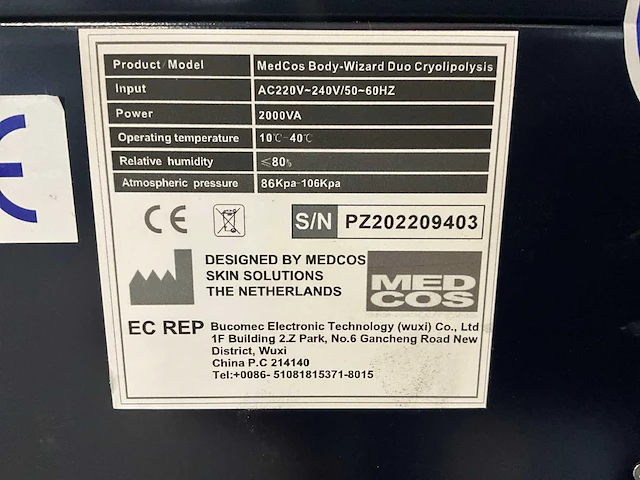 Product/Model MedCos Body-Wizard Duo Cryolipolysis
Input AC220V~240V/50~60HZ
Power 2000VA
Operating temperature 10℃~40℃
Relative humidity ≤80%
Atmospheric pressure 86Kpa-106Kpa
CE S/N PZ202209403
DESIGNED BY MEDCOS
SKIN SOLUTIONS
THE NETHERLANDS
MED
COS
EC REP Bucomec Electronic Technology (wuxi) Co., Ltd
1F Building 2.Z Park, No.6 Gancheng Road New
District, Wuxi
China P.C 214140
Tel:+0086- 51081815371-8015
CE